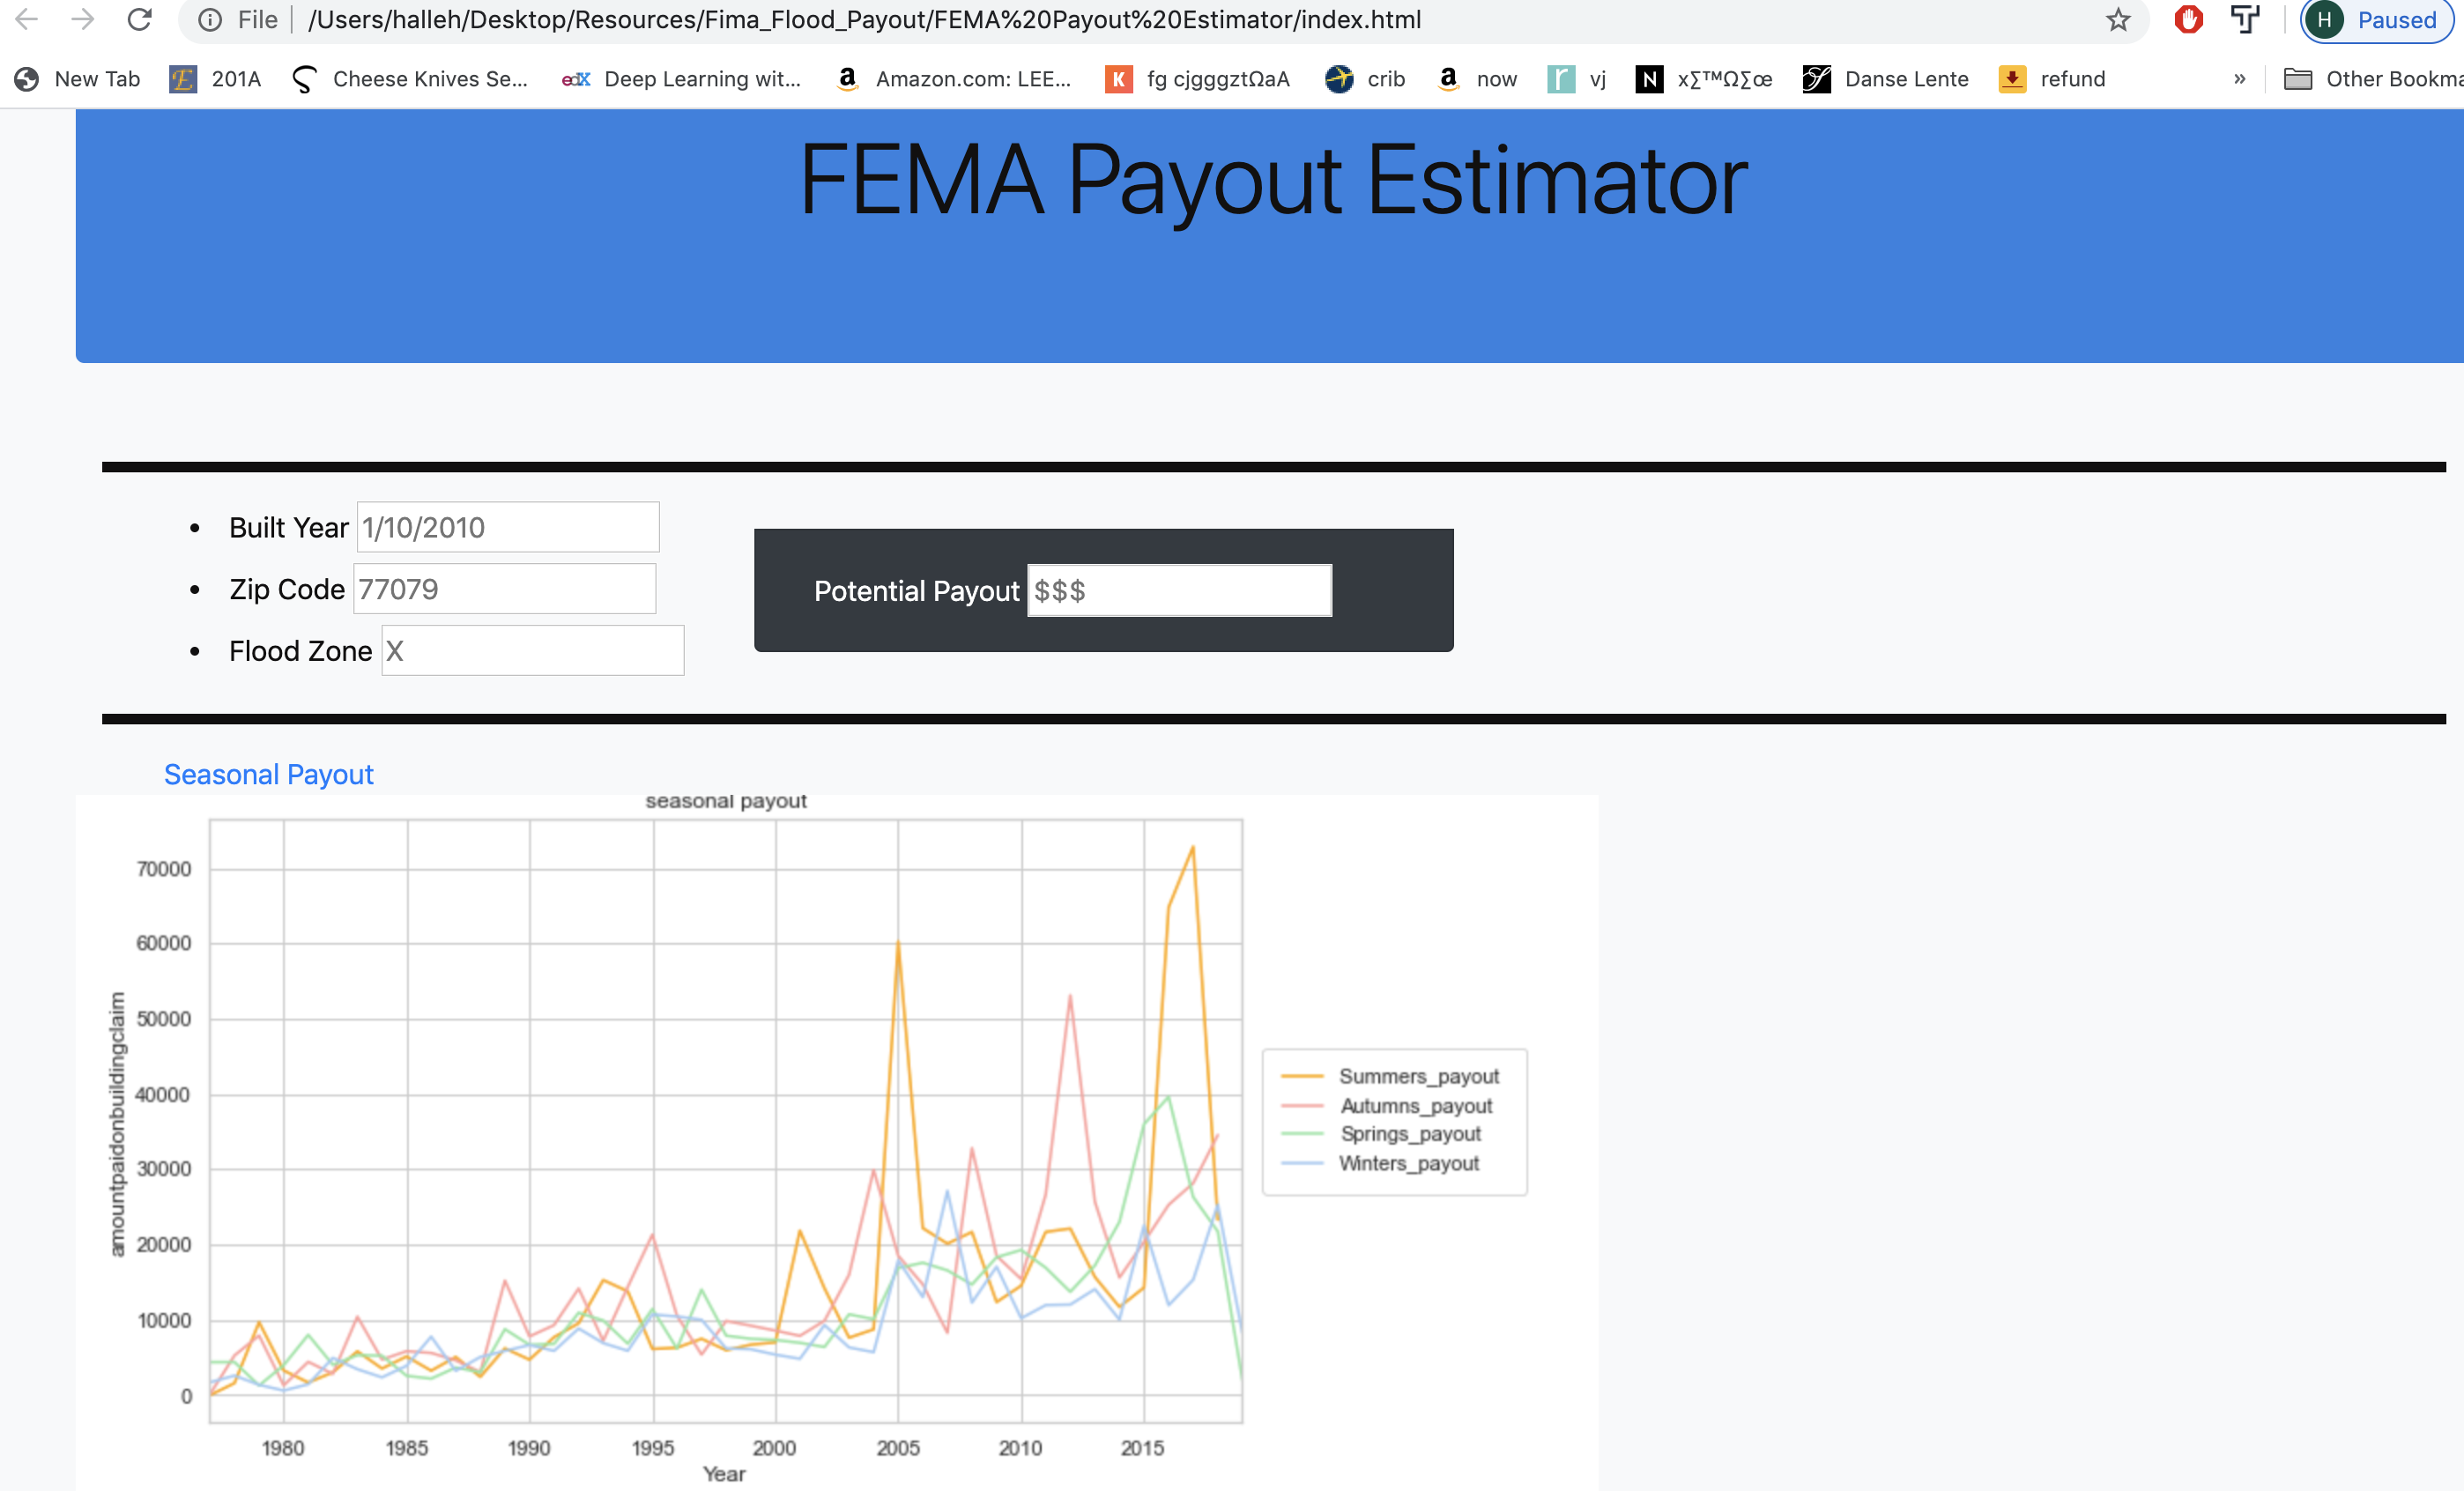 File /Users/halleh/Desktop/Resources/Fima_Flood_Payout/FEMA%20Payout%20Estimator/index.html H Paused
New Tab 201A Cheese Knives Se... edX Deep Learning wit... Amazon.com: LEE... K fg cjgggztΩaA crib now r vj N x∑™Ω∑œ Danse Lente refund » Other Bookma
FEMA Payout Estimator
Built Year 1/10/2010
Zip Code 77079
Flood Zone X
Potential Payout $$$
Seasonal Payout
seasonal payout
amountpaidonbuildingclaim
70000
60000
50000
40000
30000
20000
10000
0
1980 1985 1990 1995 2000 2005 2010 2015
Year
Summers_payout
Autumns_payout
Springs_payout
Winters_payout